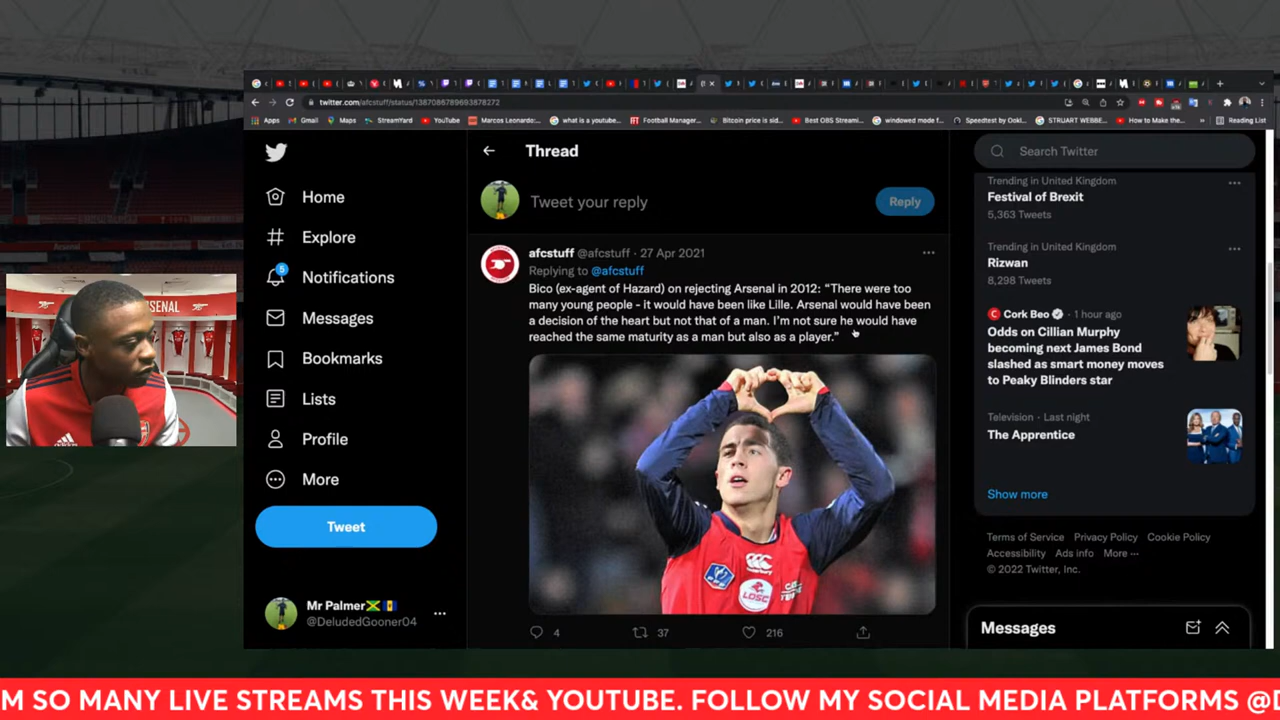 twitter.com/afcstuff/status/1387086789693878272
Apps
Gmail
Maps
StreamYard
YouTube
Marcos Leonardo:...
what is a youtube...
Football Manager...
Bitcoin price is sid...
Best OBS Streami...
windowed mode f...
Speedtest by Ookl...
STRUART WEBBE...
How to Make the...
Reading List
Home
Explore
5
Notifications
Messages
Bookmarks
Lists
Profile
More
Tweet
Mr Palmer
@DeludedGooner04
Thread
Tweet your reply
Reply
afcstuff @afcstuff · 27 Apr 2021
Replying to @afcstuff
Bico (ex-agent of Hazard) on rejecting Arsenal in 2012: “There were too
many young people - it would have been like Lille. Arsenal would have been
a decision of the heart but not that of a man. I’m not sure he would have
reached the same maturity as a man but also as a player.”
canterbury
LOSC
4
37
216
Search Twitter
Trending in United Kingdom
Festival of Brexit
5,363 Tweets
Trending in United Kingdom
Rizwan
8,298 Tweets
Cork Beo · 1 hour ago
Odds on Cillian Murphy
becoming next James Bond
slashed as smart money moves
to Peaky Blinders star
Television · Last night
The Apprentice
Show more
Terms of Service Privacy Policy Cookie Policy
Accessibility Ads info More ···
© 2022 Twitter, Inc.
Messages
M SO MANY LIVE STREAMS THIS WEEK& YOUTUBE. FOLLOW MY SOCIAL MEDIA PLATFORMS @D